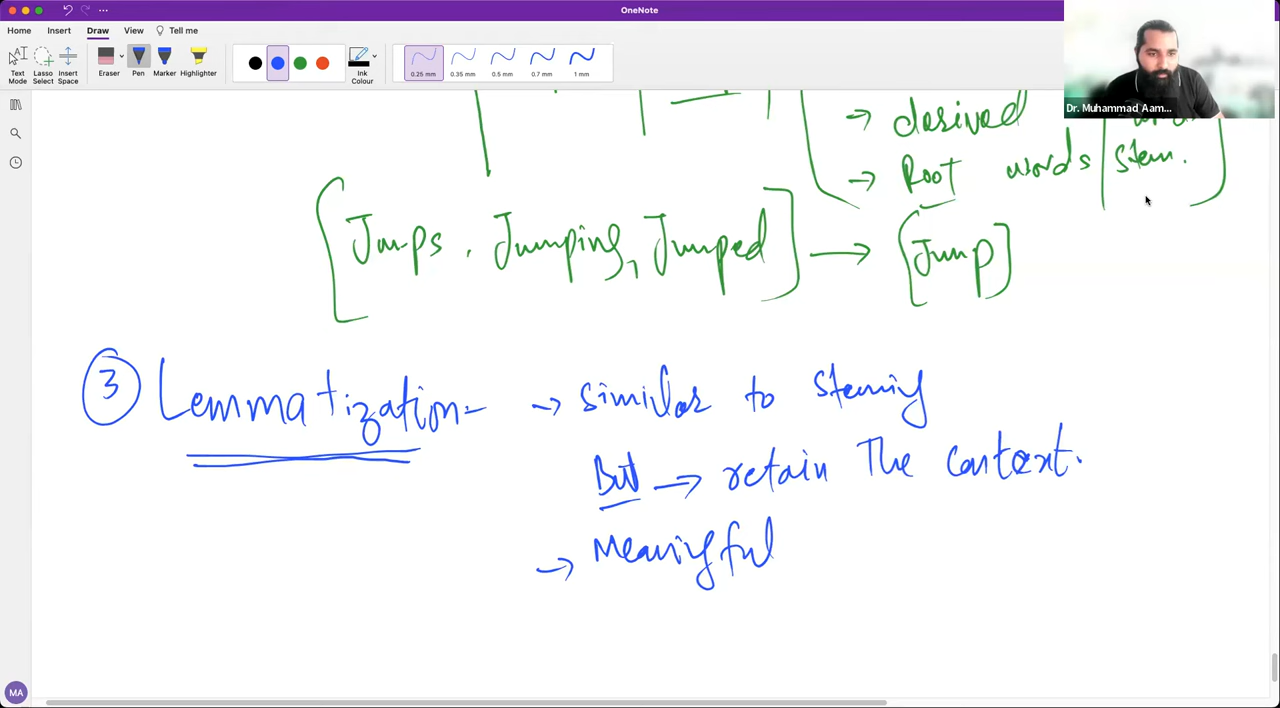 OneNote
Home Insert Draw View Tell me
Text Mode Lasso Select Insert Space Eraser Pen Marker Highlighter Ink Colour 0.25 mm 0.35 mm 0.5 mm 0.7 mm 1 mm
Dr. Muhammad Aam...
→ derived
→ Root words stem.
Jumps, Jumping, Jumped → Jump
3 Lemmatization - → Similar to Steming
But → retain The context.
→ Meaningful
MA